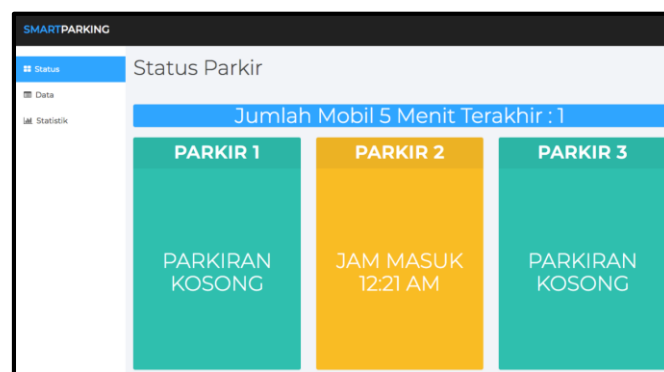 SMARTPARKING
Status
Data
Statistik
Status Parkir
Jumlah Mobil 5 Menit Terakhir : 1
PARKIR 1
PARKIRAN
KOSONG
PARKIR 2
JAM MASUK
12:21 AM
PARKIR 3
PARKIRAN
KOSONG